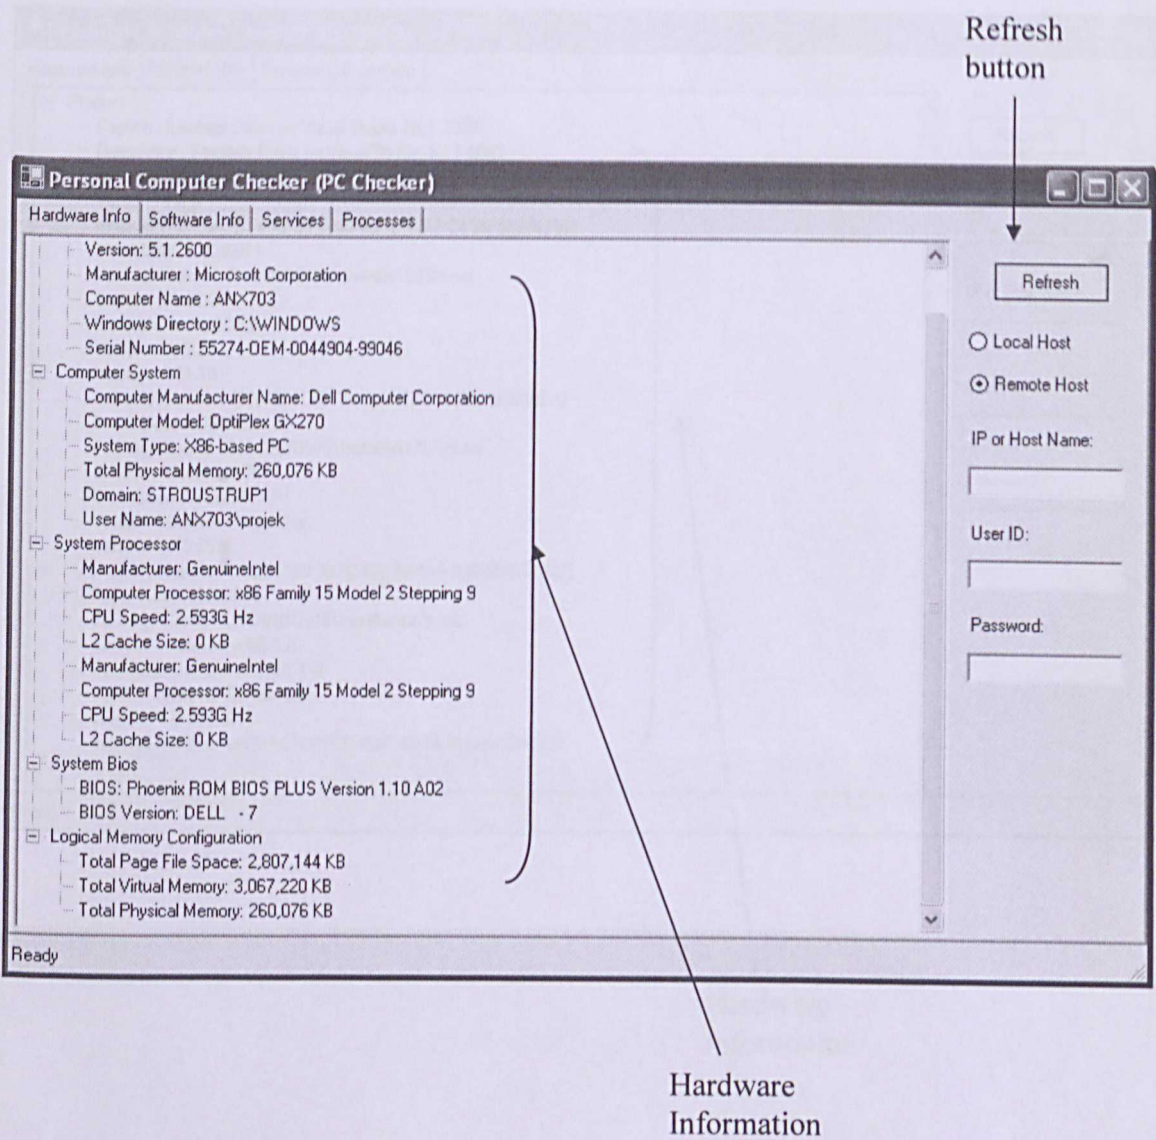 Refresh
button
Personal Computer Checker (PC Checker)
Hardware Info Software Info Services Processes
Version: 5.1.2600
Manufacturer : Microsoft Corporation
Computer Name : ANX703
Windows Directory : C:\WINDOWS
Serial Number : 55274-OEM-0044904-99046
Computer System
Computer Manufacturer Name: Dell Computer Corporation
Computer Model: OptiPlex GX270
System Type: X86-based PC
Total Physical Memory: 260,076 KB
Domain: STROUSTRUP1
User Name: ANX703\projek
System Processor
Manufacturer: GenuineIntel
Computer Processor: x86 Family 15 Model 2 Stepping 9
CPU Speed: 2.593G Hz
L2 Cache Size: 0 KB
Manufacturer: GenuineIntel
Computer Processor: x86 Family 15 Model 2 Stepping 9
CPU Speed: 2.593G Hz
L2 Cache Size: 0 KB
System Bios
BIOS: Phoenix ROM BIOS PLUS Version 1.10 A02
BIOS Version: DELL - 7
Logical Memory Configuration
Total Page File Space: 2,807,144 KB
Total Virtual Memory: 3,067,220 KB
Total Physical Memory: 260,076 KB
Refresh
Local Host
Remote Host
IP or Host Name:
User ID:
Password:
Ready
Hardware
Information